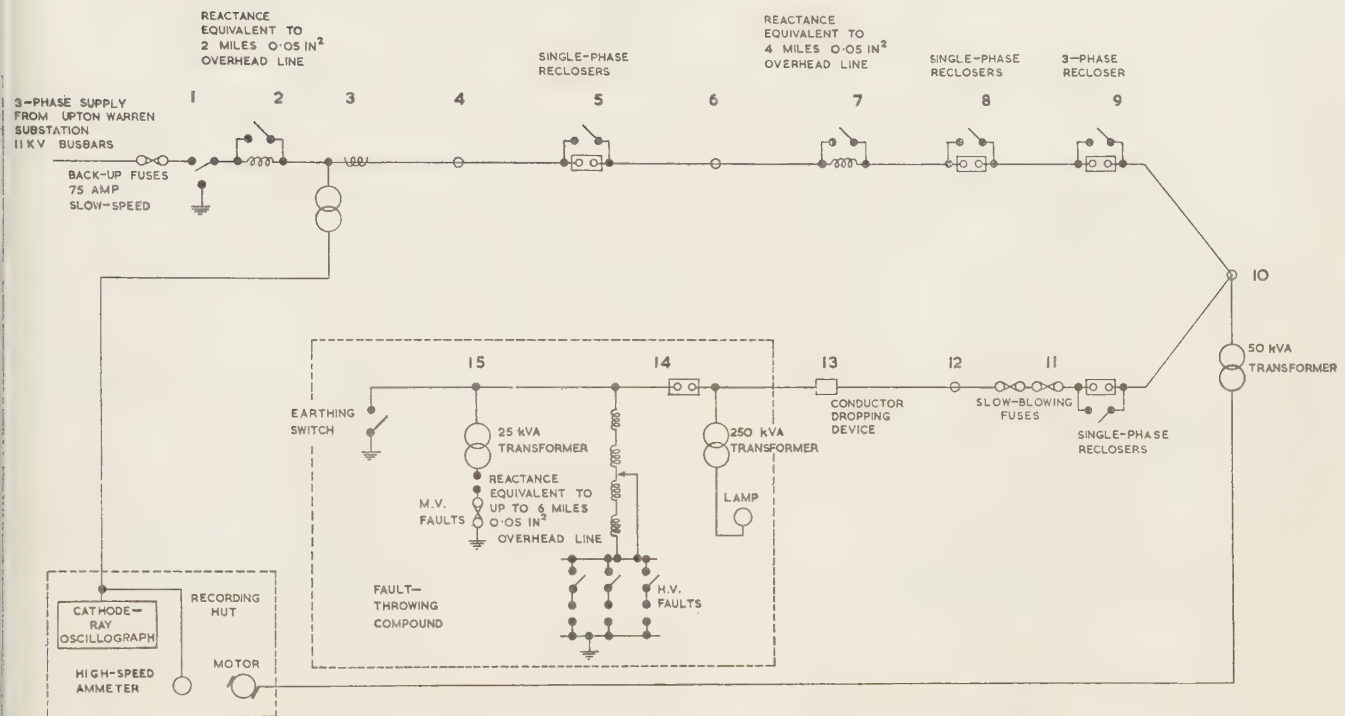 REACTANCE
EQUIVALENT TO
2 MILES 0·05 IN²
OVERHEAD LINE
SINGLE-PHASE
RECLOSERS
REACTANCE
EQUIVALENT TO
4 MILES 0·05 IN²
OVERHEAD LINE
SINGLE-PHASE
RECLOSERS
3-PHASE
RECLOSER
3-PHASE SUPPLY
FROM UPTON WARREN
SUBSTATION
11 KV BUSBARS
1 2 3 4 5 6 7 8 9
BACK-UP FUSES
75 AMP
SLOW-SPEED
10
50 kVA
TRANSFORMER
15 14 13 12 11
EARTHING
SWITCH
25 kVA
TRANSFORMER
250 kVA
TRANSFORMER
CONDUCTOR
DROPPING
DEVICE
SLOW-BLOWING
FUSES
SINGLE-PHASE
RECLOSERS
M.V.
FAULTS
REACTANCE
EQUIVALENT TO
UP TO 6 MILES
0·05 IN²
OVERHEAD LINE
LAMP
FAULT-
THROWING
COMPOUND
H.V.
FAULTS
RECORDING
HUT
CATHODE-
RAY
OSCILLOGRAPH
HIGH-SPEED
AMMETER
MOTOR